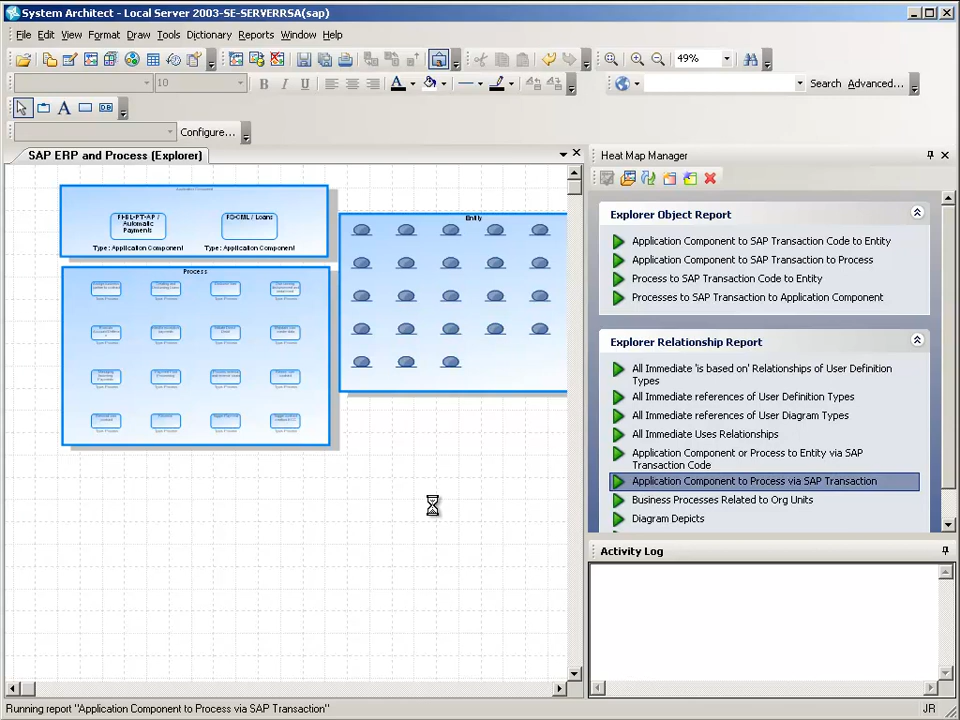 System Architect - Local Server 2003-SE-SERVERRSA(sap)
File Edit View Format Draw Tools Dictionary Reports Window Help
49%
10
Search Advanced...
Configure...
SAP ERP and Process (Explorer)
Heat Map Manager
Automatic
Payments
/ Loans
Type : Application Component Type : Application Component
Entity
Process
Explorer Object Report
Application Component to SAP Transaction Code to Entity
Application Component to SAP Transaction to Process
Process to SAP Transaction Code to Entity
Processes to SAP Transaction to Application Component
Explorer Relationship Report
All Immediate 'is based on' Relationships of User Definition
Types
All Immediate references of User Definition Types
All Immediate references of User Diagram Types
All Immediate Uses Relationships
Application Component or Process to Entity via SAP
Transaction Code
Application Component to Process via SAP Transaction
Business Processes Related to Org Units
Diagram Depicts
Activity Log
Running report "Application Component to Process via SAP Transaction"
JR